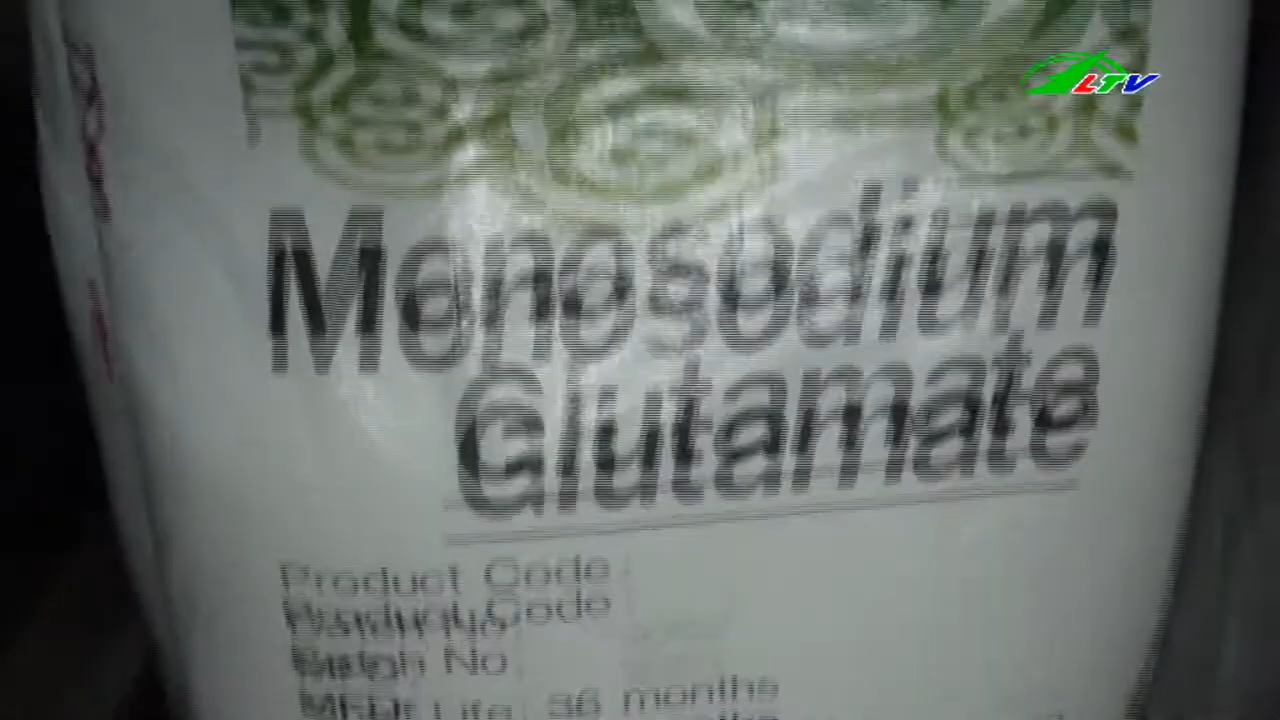 LTV
Monosodium
Glutamate
Product Code
Batch No
36 months